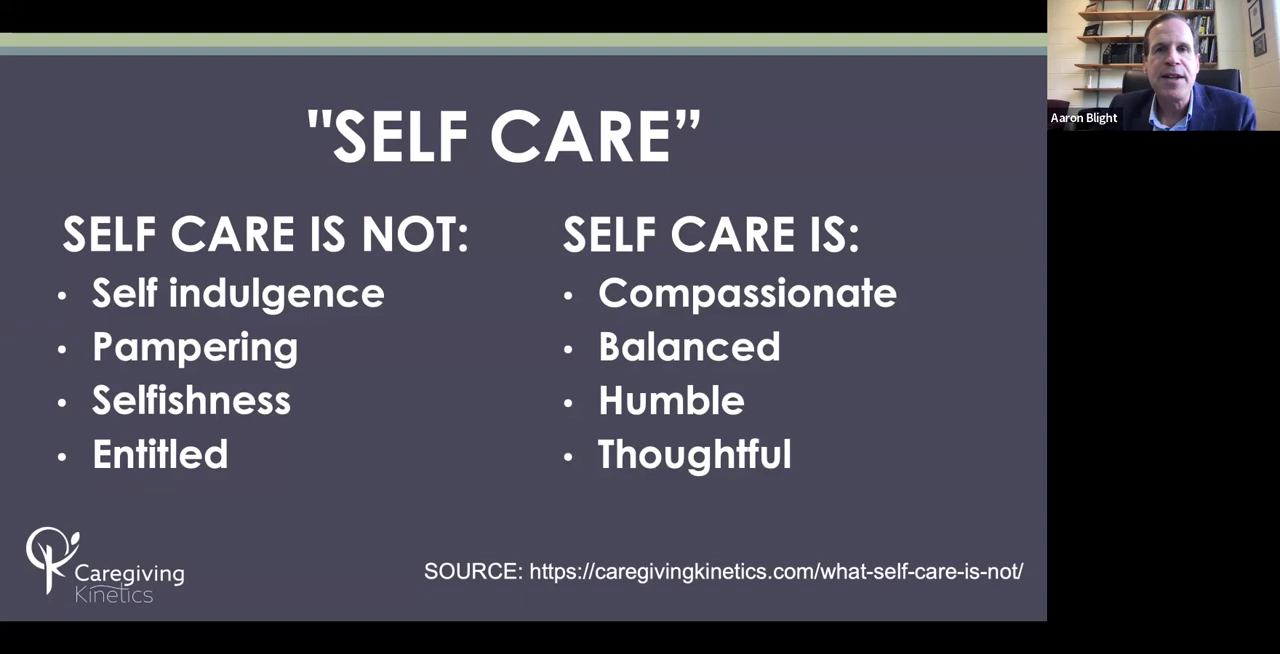 "SELF CARE”
SELF CARE IS NOT:
• Self indulgence
• Pampering
• Selfishness
• Entitled
SELF CARE IS:
• Compassionate
• Balanced
• Humble
• Thoughtful
Caregiving
Kinetics
SOURCE: https://caregivingkinetics.com/what-self-care-is-not/
Aaron Blight